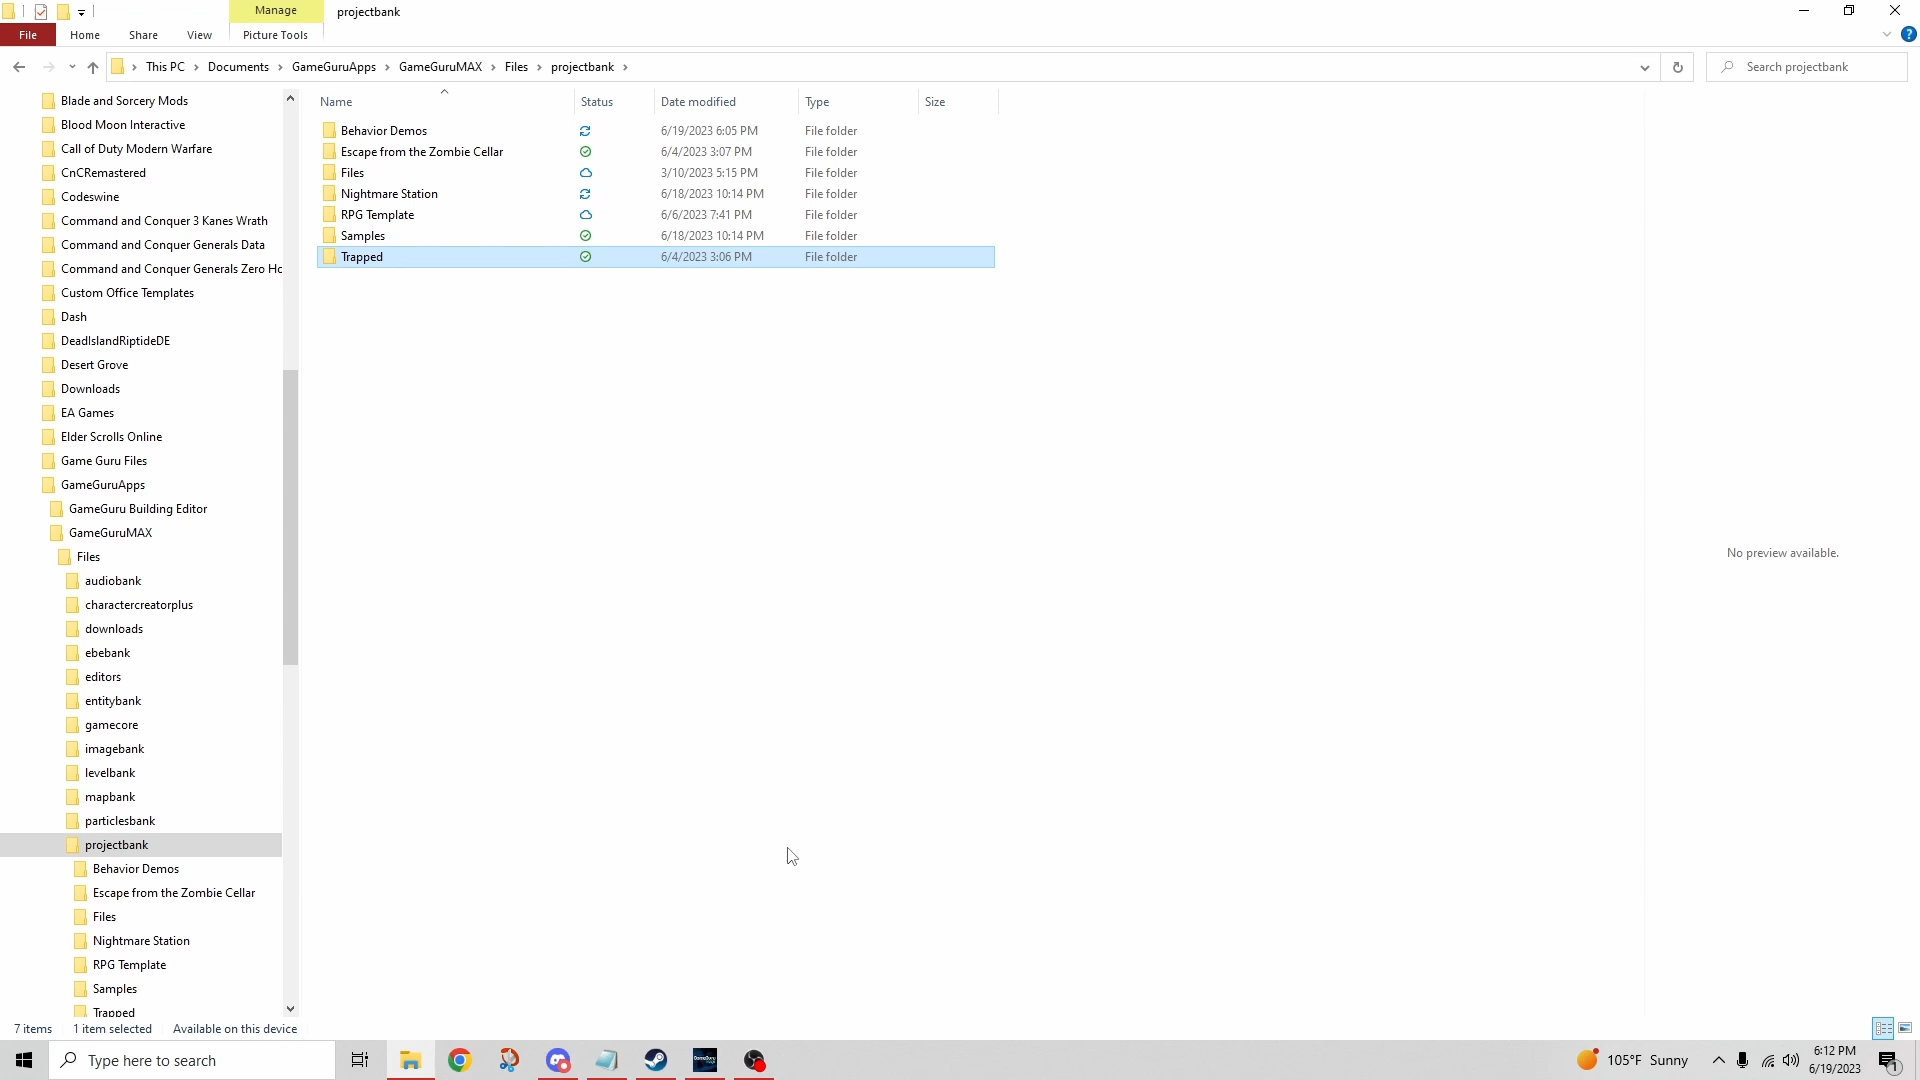 Manage
projectbank
File
Home
Share
View
Picture Tools
This PC
Documents
GameGuruApps
GameGuruMAX
Files
projectbank
Search projectbank
Blade and Sorcery Mods
Blood Moon Interactive
Call of Duty Modern Warfare
CnCRemastered
Codeswine
Command and Conquer 3 Kanes Wrath
Command and Conquer Generals Data
Command and Conquer Generals Zero Ho
Custom Office Templates
Dash
DeadIslandRiptideDE
Desert Grove
Downloads
EA Games
Elder Scrolls Online
Game Guru Files
GameGuruApps
GameGuru Building Editor
GameGuruMAX
Files
audiobank
charactercreatorplus
downloads
ebebank
editors
entitybank
gamecore
imagebank
levelbank
mapbank
particlesbank
projectbank
Behavior Demos
Escape from the Zombie Cellar
Files
Nightmare Station
RPG Template
Samples
Trapped
Name Status Date modified Type Size
Behavior Demos 6/19/2023 6:05 PM File folder
Escape from the Zombie Cellar 6/4/2023 3:07 PM File folder
Files 3/10/2023 5:15 PM File folder
Nightmare Station 6/18/2023 10:14 PM File folder
RPG Template 6/6/2023 7:41 PM File folder
Samples 6/18/2023 10:14 PM File folder
Trapped 6/4/2023 3:06 PM File folder
No preview available.
7 items 1 item selected Available on this device
Type here to search
105°F Sunny
6:12 PM
6/19/2023
1